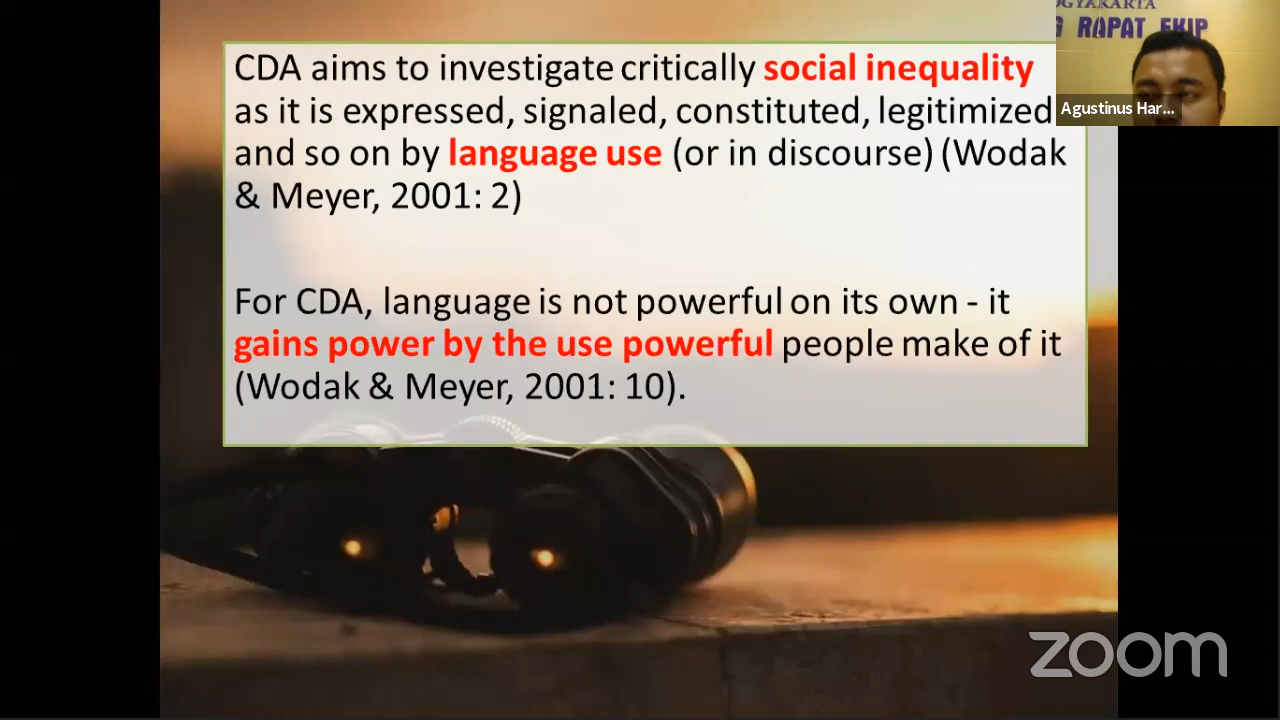 CDA aims to investigate critically social inequality
as it is expressed, signaled, constituted, legitimized
and so on by language use (or in discourse) (Wodak
& Meyer, 2001: 2)
For CDA, language is not powerful on its own - it
gains power by the use powerful people make of it
(Wodak & Meyer, 2001: 10).
OGYAKARTA
G RAPAT FKIP
Agustinus Har...
zoom